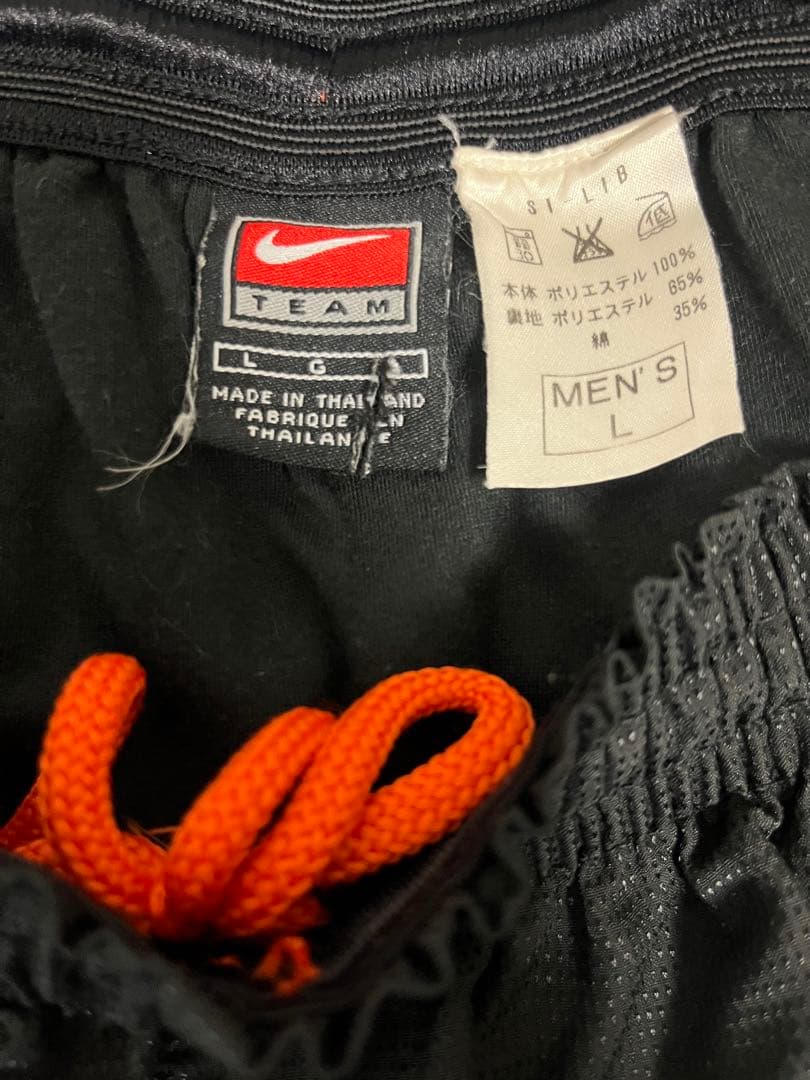 TEAM
L G
MADE IN THAILAND
FABRIQUE EN
THAILANDE
SI-LIB
低
本体 ポリエステル 100%
裏地 ポリエステル 65%
綿 35%
MEN'S
L